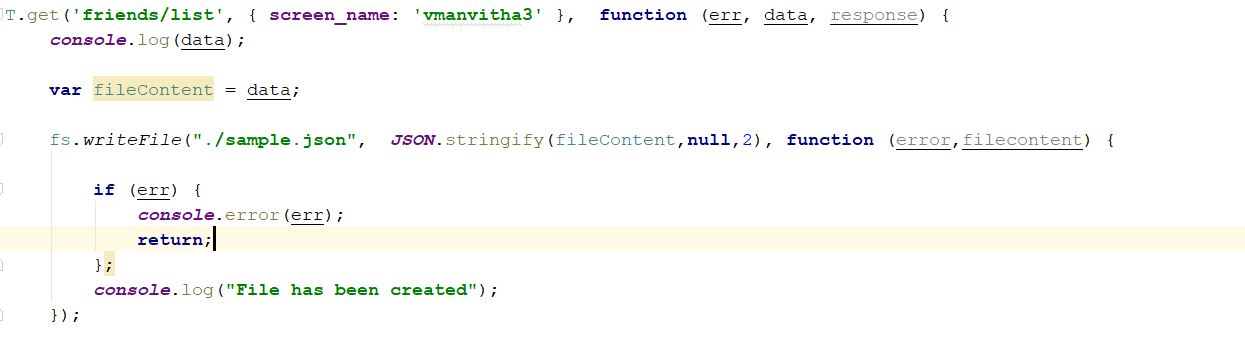 T.get('friends/list', { screen_name: 'vmanvitha3' },  function (err, data, response) {
    console.log(data);
    var fileContent = data;
    fs.writeFile("./sample.json",  JSON.stringify(fileContent,null,2), function (error,filecontent) {
        if (err) {
            console.error(err);
            return;
        };
        console.log("File has been created");
    });